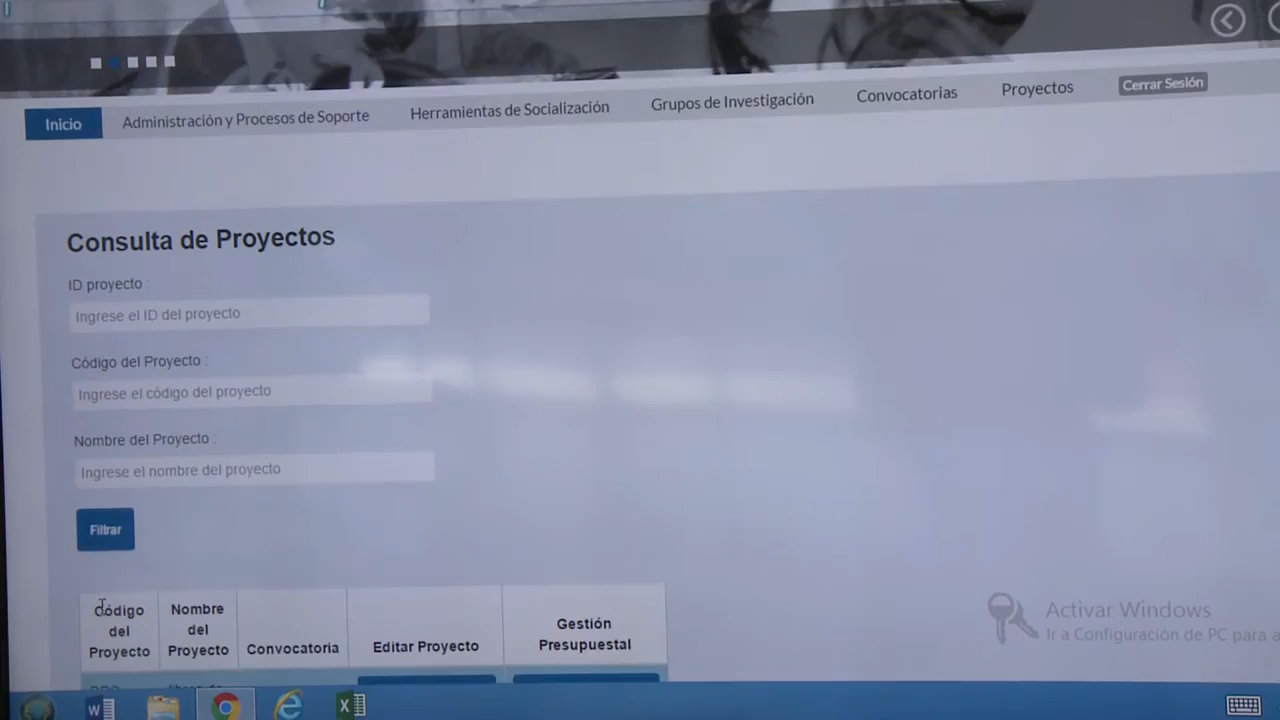 Inicio
Administración y Procesos de Soporte
Herramientas de Socialización
Grupos de Investigación
Convocatorias
Proyectos
Cerrar Sesión
Consulta de Proyectos
ID proyecto :
Ingrese el ID del proyecto
Código del Proyecto :
Ingrese el código del proyecto
Nombre del Proyecto :
Ingrese el nombre del proyecto
Filtrar
Código
del
Proyecto
Nombre
del
Proyecto
Convocatoria
Editar Proyecto
Gestión
Presupuestal
Activar Windows
Ir a Configuración de PC para a